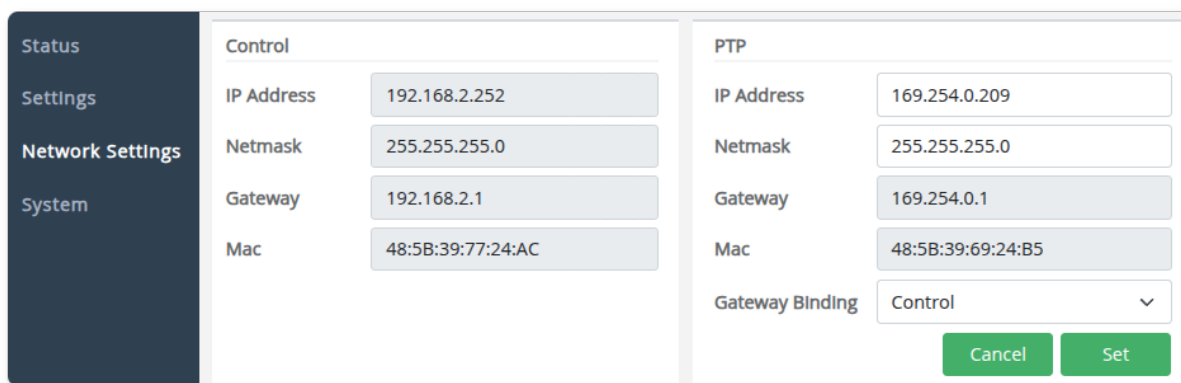 Status
Settings
Network Settings
System
Control
IP Address 192.168.2.252
Netmask 255.255.255.0
Gateway 192.168.2.1
Mac 48:5B:39:77:24:AC
PTP
IP Address 169.254.0.209
Netmask 255.255.255.0
Gateway 169.254.0.1
Mac 48:5B:39:69:24:B5
Gateway Binding Control
Cancel Set